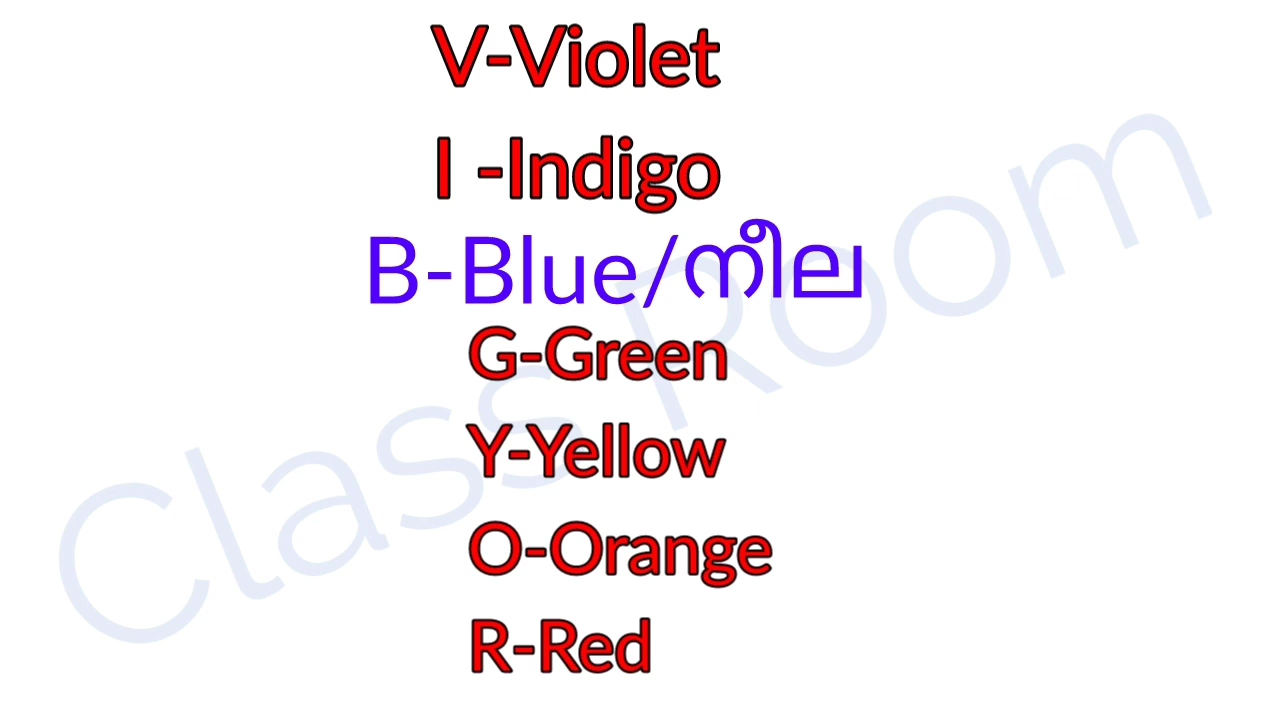 V-Violet
I -Indigo
B-Blue/നീല
G-Green
Y-Yellow
O-Orange
R-Red
Class Room